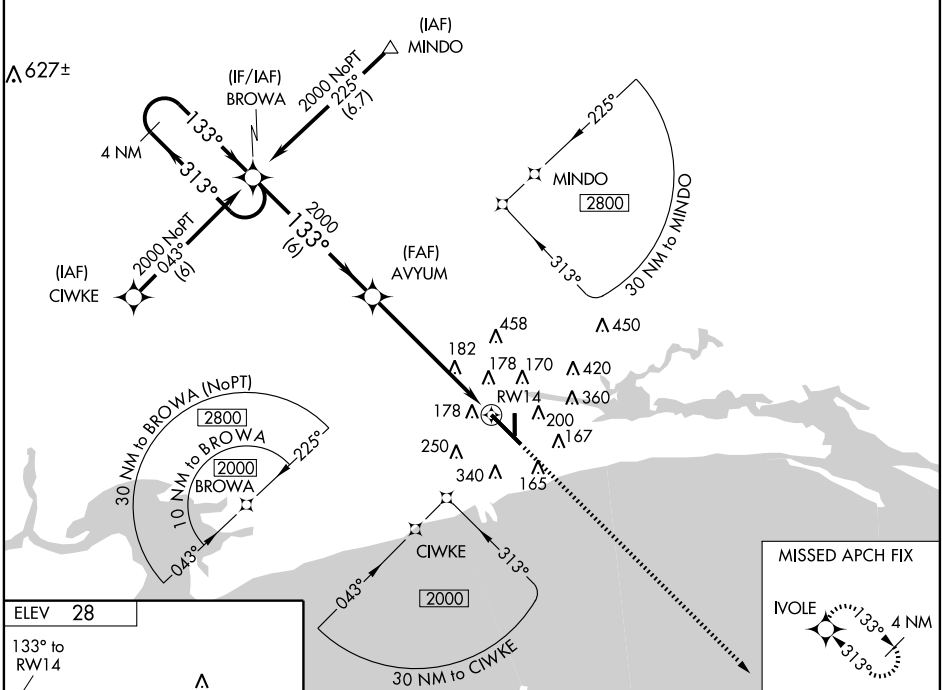 (IAF)
MINDO
627±
(IF/IAF)
BROWA
2000 NoPT
225°
(6.7)
133°
4 NM
313°
225°
MINDO
2800
30 NM to MINDO
313°
2000
133°
(6)
2000 NoPT
043°
(6)
(IAF)
CIWKE
(FAF)
AVYUM
458
450
182
178
170
420
RW14
360
178
200
167
250
340
165
30 NM to BROWA (NoPT)
2800
10 NM to BROWA
2000
BROWA
225°
043°
CIWKE
043°
313°
2000
30 NM to CIWKE
MISSED APCH FIX
IVOLE
133°
4 NM
313°
ELEV 28
133° to
RW14